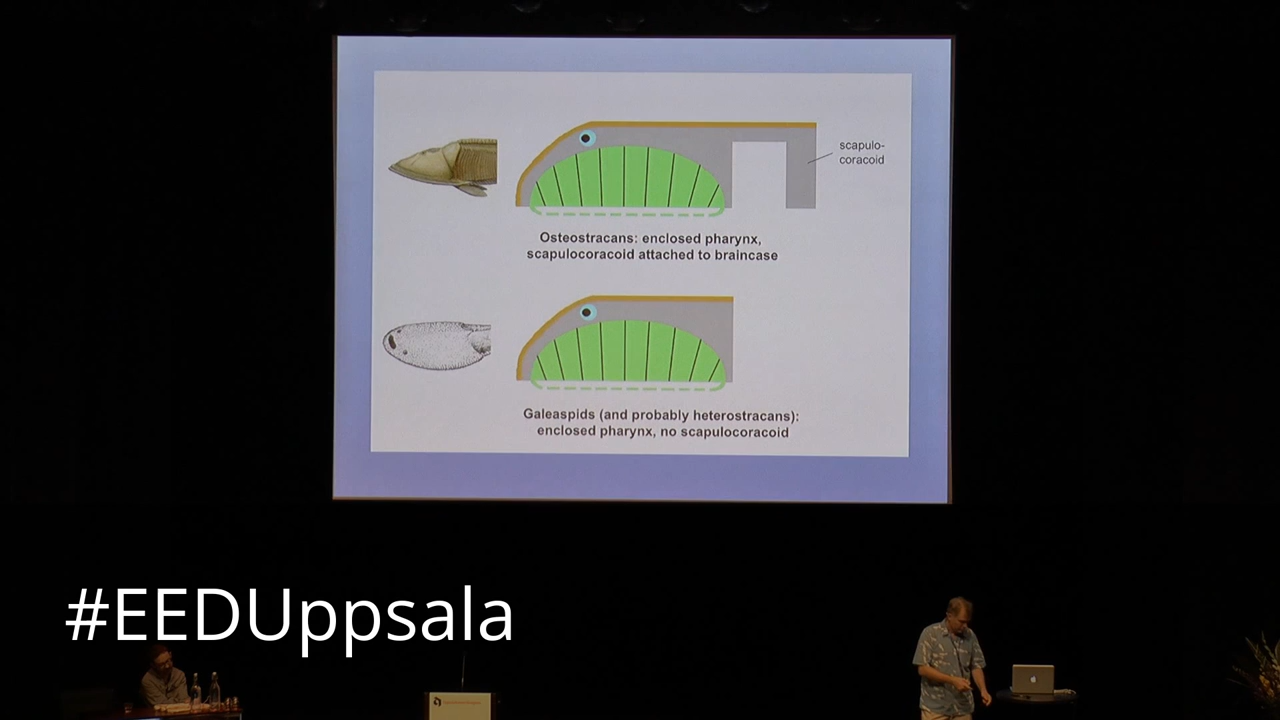 scapulo-
coracoid
Osteostracans: enclosed pharynx,
scapulocoracoid attached to braincase
Galeaspids (and probably heterostracans):
enclosed pharynx, no scapulocoracoid
#EEDUppsala